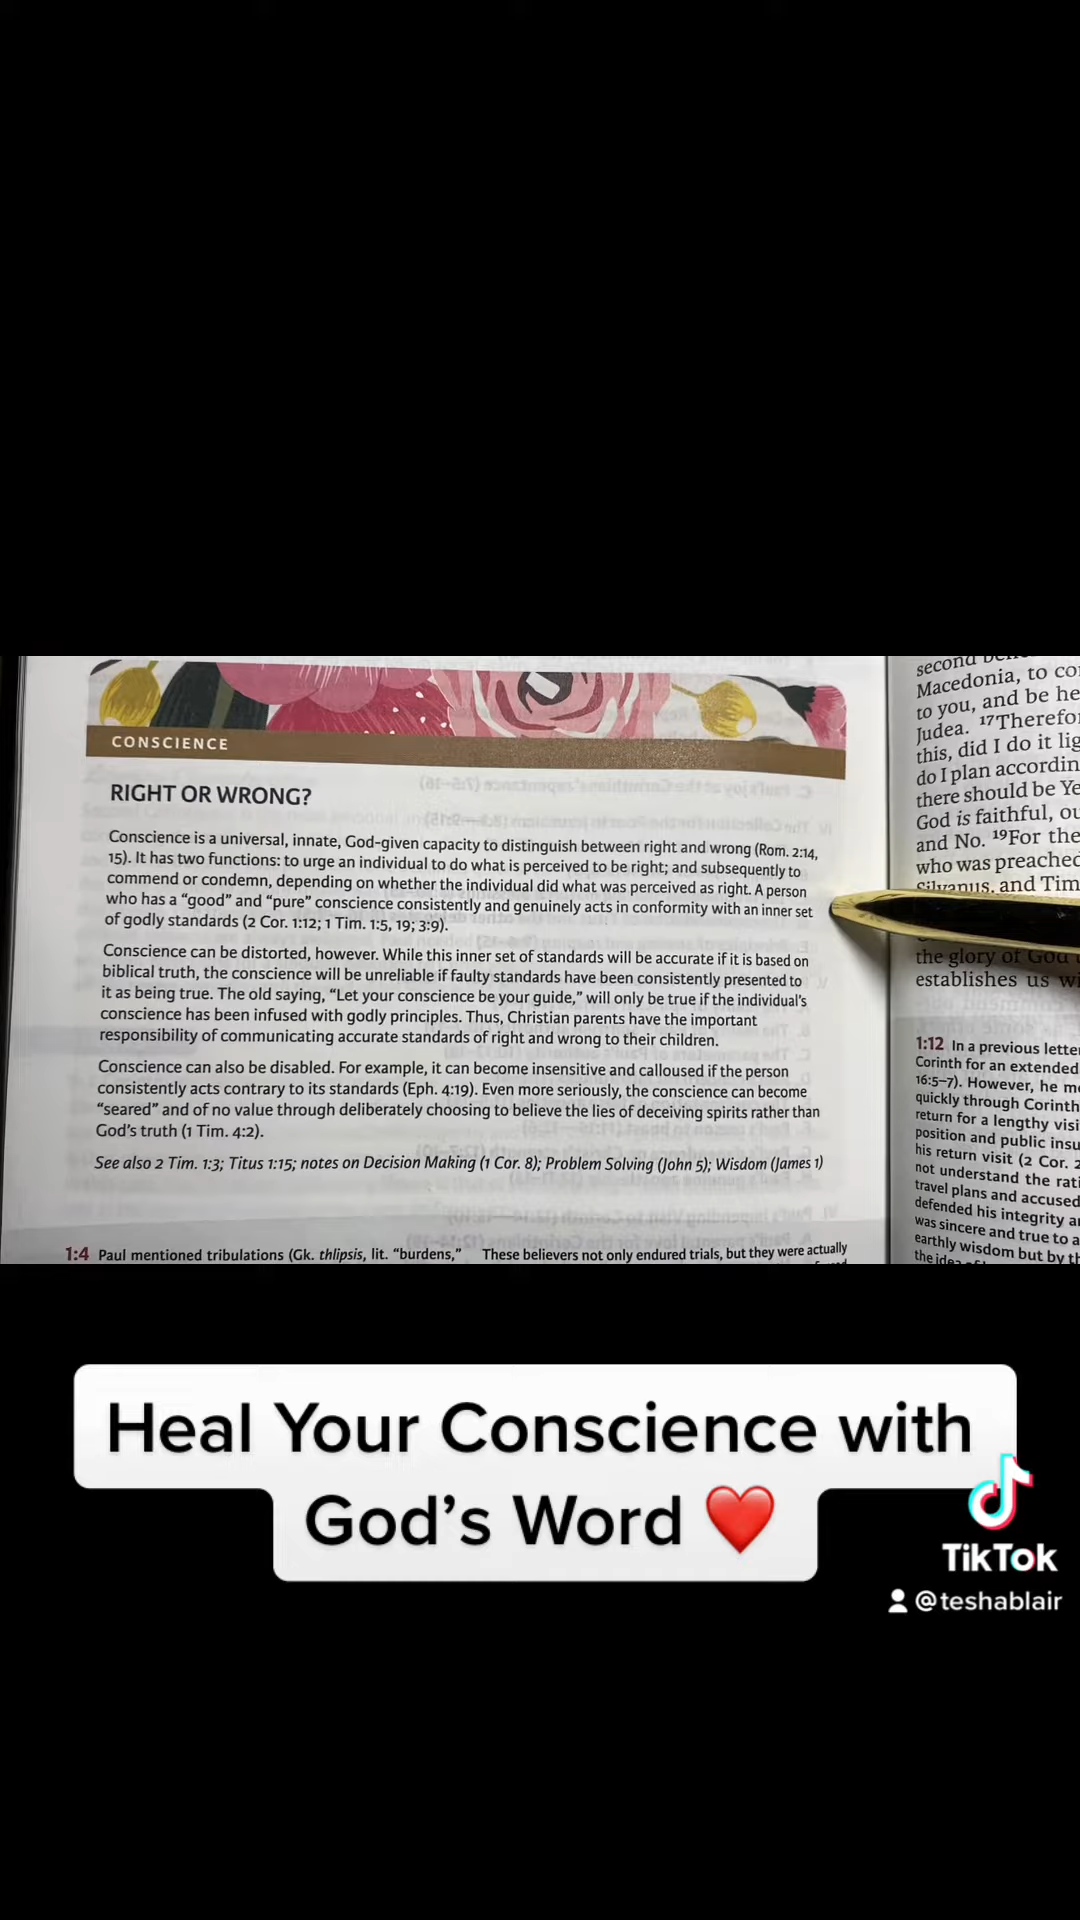 CONSCIENCE
RIGHT OR WRONG?
Conscience is a universal, innate, God-given capacity to distinguish between right and wrong (Rom. 2:14,
15). It has two functions: to urge an individual to do what is perceived to be right; and subsequently to
commend or condemn, depending on whether the individual did what was perceived as right. A person
who has a “good” and “pure” conscience consistently and genuinely acts in conformity with an inner set
of godly standards (2 Cor. 1:12; 1 Tim. 1:5, 19; 3:9).
Conscience can be distorted, however. While this inner set of standards will be accurate if it is based on
biblical truth, the conscience will be unreliable if faulty standards have been consistently presented to
it as being true. The old saying, “Let your conscience be your guide,” will only be true if the individual’s
conscience has been infused with godly principles. Thus, Christian parents have the important
responsibility of communicating accurate standards of right and wrong to their children.
Conscience can also be disabled. For example, it can become insensitive and calloused if the person
consistently acts contrary to its standards (Eph. 4:19). Even more seriously, the conscience can become
“seared” and of no value through deliberately choosing to believe the lies of deceiving spirits rather than
God’s truth (1 Tim. 4:2).
See also 2 Tim. 1:3; Titus 1:15; notes on Decision Making (1 Cor. 8); Problem Solving (John 5); Wisdom (James 1)
1:4 Paul mentioned tribulations (Gk. thlipsis, lit. “burdens,”
These believers not only endured trials, but they were actually
second
Macedonia, to
to you, and be
Judea. 17
this, did I do it
do I plan
there should be
God is faithful,
and No. 19For
who was preached
Silvanus, and
the glory of God
establishes us
1:12 In a previous
Corinth for an extended
16:5–7). However, he
quickly through Corinth
return for a lengthy
position and public
his return visit (2 Cor.
not understand the
travel plans and accused
defended his integrity
was sincere and true to
earthly wisdom but by
the
Heal Your Conscience with
God’s Word ❤️
TikTok
@teshablair